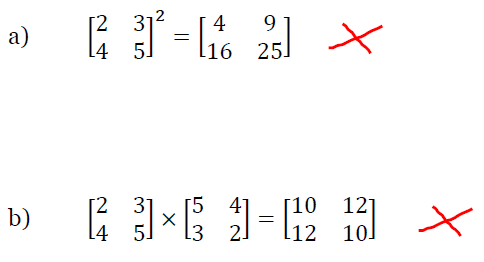 a) [2 3; 4 5]² = [4 9; 16 25]
b) [2 3; 4 5] × [5 4; 3 2] = [10 12; 12 10]